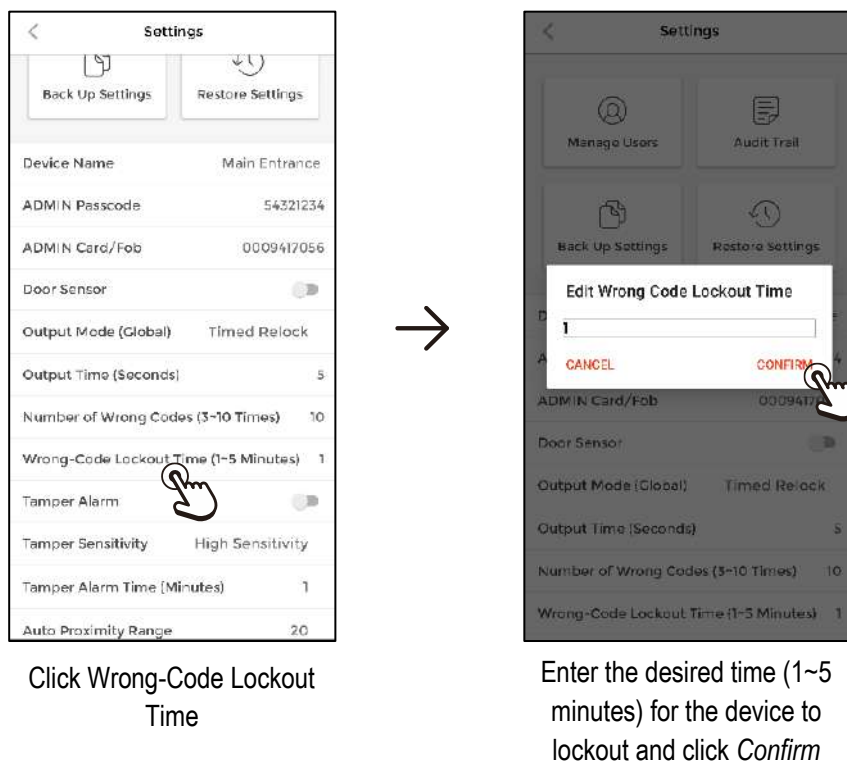 Settings
Back Up Settings Restore Settings
Device Name Main Entrance
ADMIN Passcode 54321234
ADMIN Card/Fob 0009417056
Door Sensor
Output Mode (Global) Timed Relock
Output Time (Seconds) 5
Number of Wrong Codes (3~10 Times) 10
Wrong-Code Lockout Time (1~5 Minutes) 1
Tamper Alarm
Tamper Sensitivity High Sensitivity
Tamper Alarm Time (Minutes) 1
Auto Proximity Range 20
Click Wrong-Code Lockout
Time
Settings
Manage Users Audit Trail
Back Up Settings Restore Settings
Edit Wrong Code Lockout Time
1
CANCEL CONFIRM
ADMIN Card/Fob
Door Sensor
Output Mode (Global) Timed Relock
Output Time (Seconds) 5
Number of Wrong Codes (3~10 Times) 10
Wrong-Code Lockout Time (1~5 Minutes) 1
Enter the desired time (1~5
minutes) for the device to
lockout and click Confirm